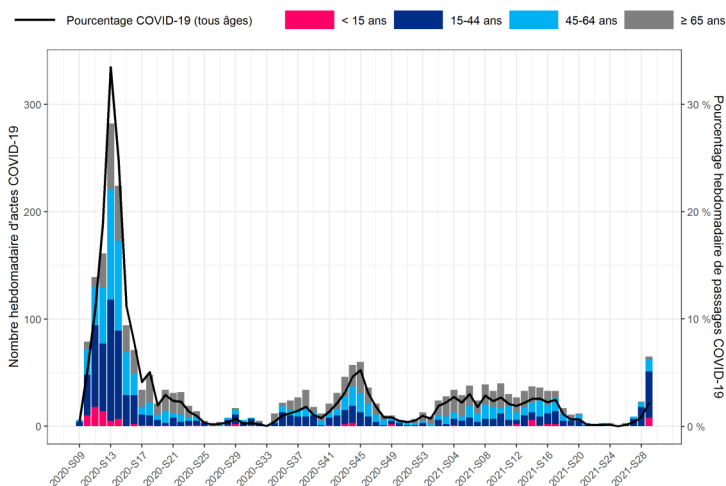 Pourcentage COVID-19 (tous âges) < 15 ans 15-44 ans 45-64 ans ≥ 65 ans
Nombre hebdomadaire d'actes COVID-19
300
200
100
0
30 %
20 %
10 %
0 %
Pourcentage hebdomadaire de passages COVID-19
2020-S09
2020-S13
2020-S17
2020-S21
2020-S25
2020-S29
2020-S33
2020-S37
2020-S41
2020-S45
2020-S49
2020-S53
2021-S04
2021-S08
2021-S12
2021-S16
2021-S20
2021-S24
2021-S28